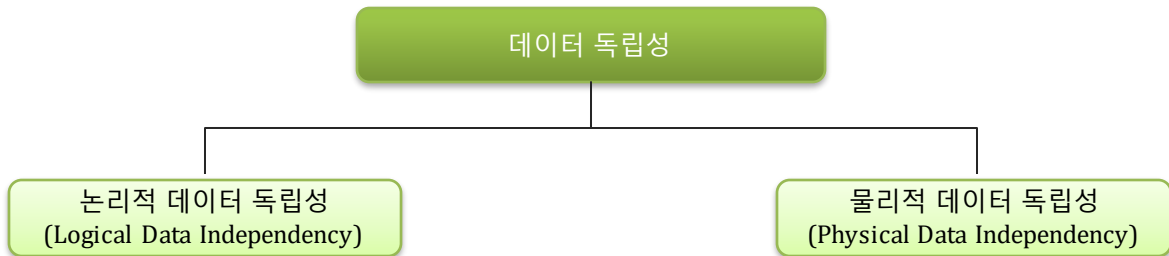 데이터 독립성
논리적 데이터 독립성
(Logical Data Independency)
물리적 데이터 독립성
(Physical Data Independency)